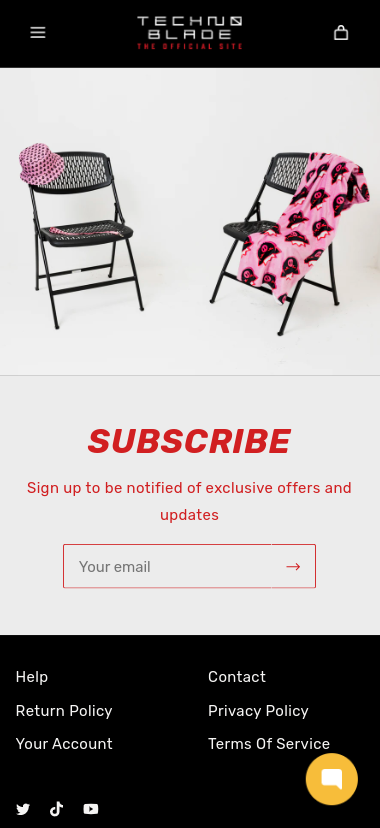 TECHNO
BLADE
THE OFFICIAL SITE
SUBSCRIBE
Sign up to be notified of exclusive offers and
updates
Your email
Help
Contact
Return Policy
Privacy Policy
Your Account
Terms Of Service